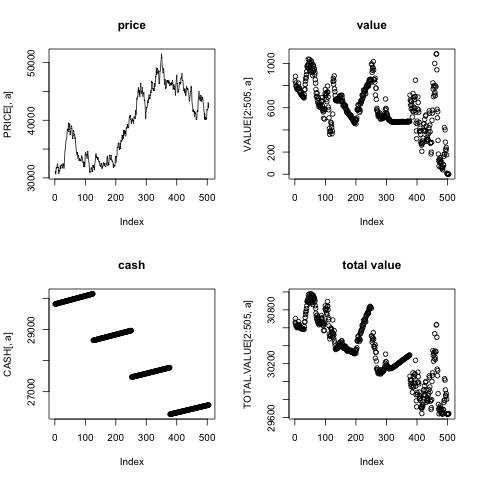 price
PRICE[, a]
30000 40000 50000
0 100 200 300 400 500
Index
value
VALUE[2:505, a]
0 200 600 1000
0 100 200 300 400 500
Index
cash
CASH[, a]
27000 29000
0 100 200 300 400 500
Index
total value
TOTAL.VALUE[2:505, a]
29600 30200 30800
0 100 200 300 400 500
Index